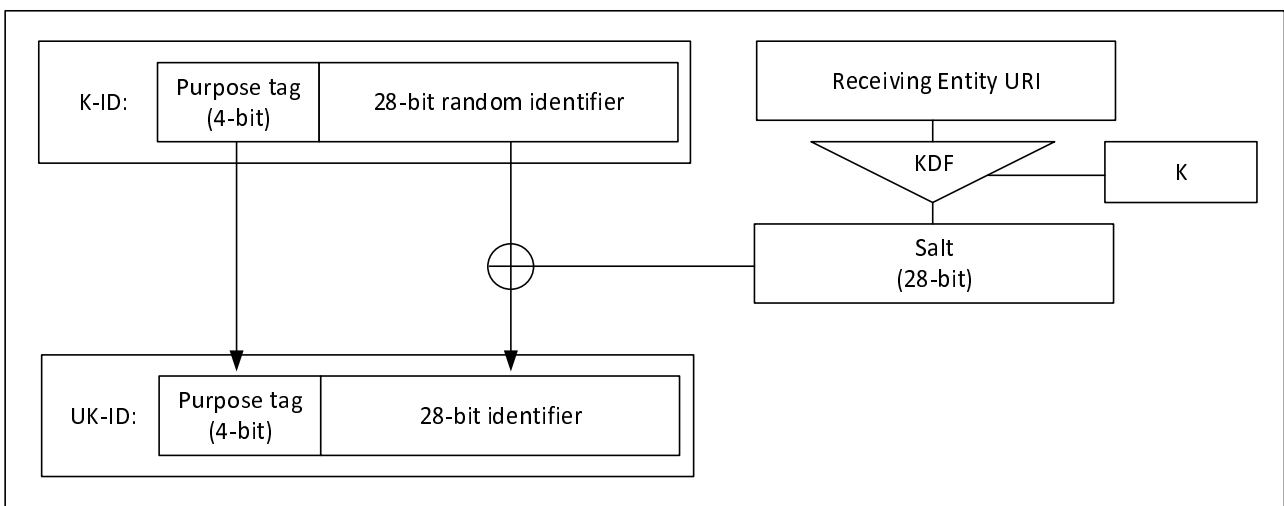 K-ID:
Purpose tag
(4-bit)
28-bit random identifier
Receiving Entity URI
KDF
K
Salt
(28-bit)
UK-ID:
Purpose tag
(4-bit)
28-bit identifier